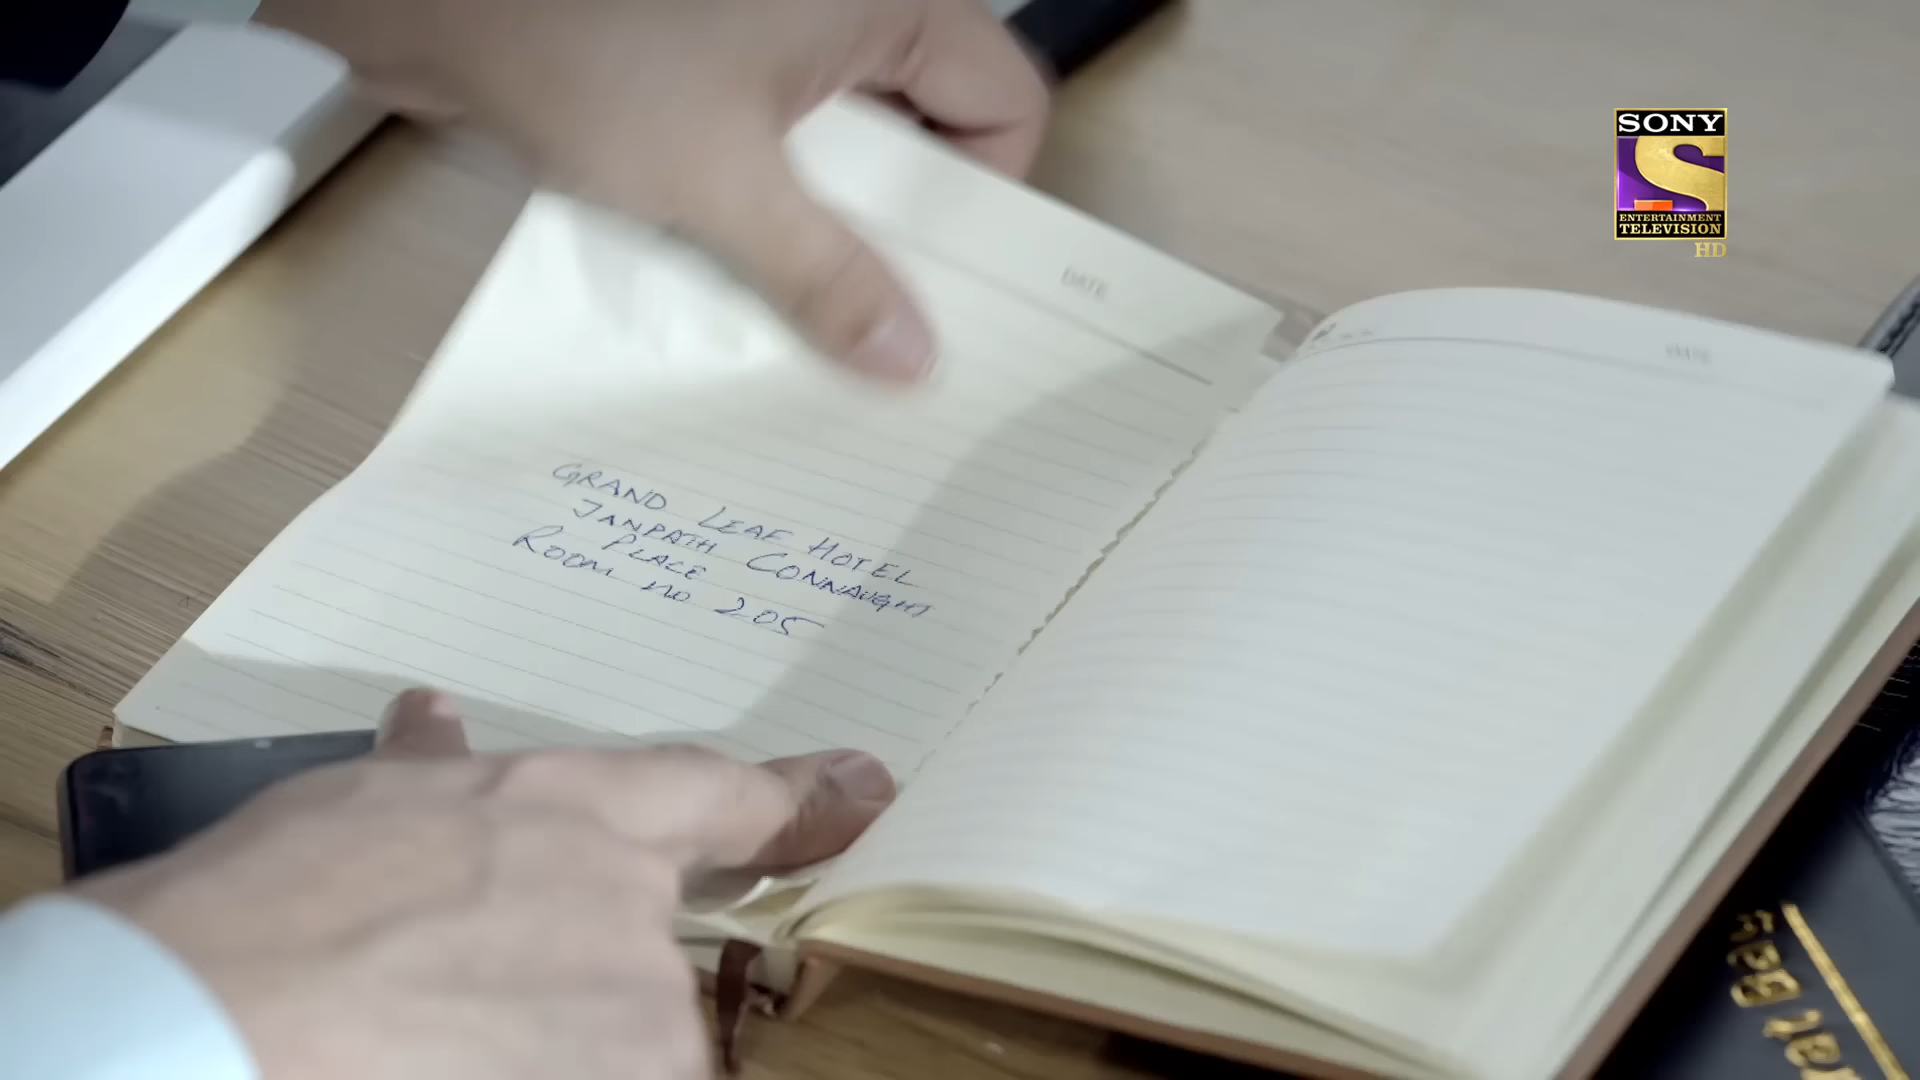 SONY
ENTERTAINMENT
TELEVISION
HD
DATE
DATE
GRAND LEAF HOTEL
JANPATH CONNAUGHT
PLACE
ROOM no 205